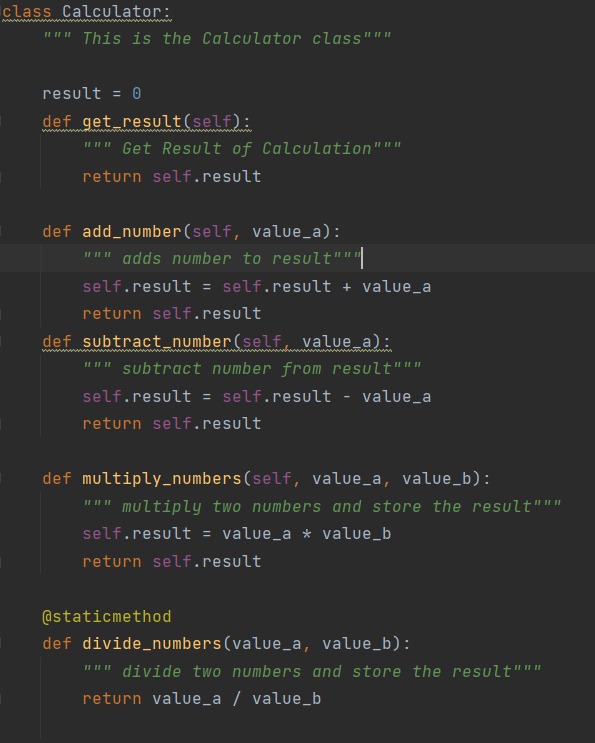 class Calculator:
    """ This is the Calculator class"""

    result = 0
    def get_result(self):
        """ Get Result of Calculation"""
        return self.result

    def add_number(self, value_a):
        """ adds number to result"""
        self.result = self.result + value_a
        return self.result
    def subtract_number(self, value_a):
        """ subtract number from result"""
        self.result = self.result - value_a
        return self.result

    def multiply_numbers(self, value_a, value_b):
        """ multiply two numbers and store the result"""
        self.result = value_a * value_b
        return self.result

    @staticmethod
    def divide_numbers(value_a, value_b):
        """ divide two numbers and store the result"""
        return value_a / value_b